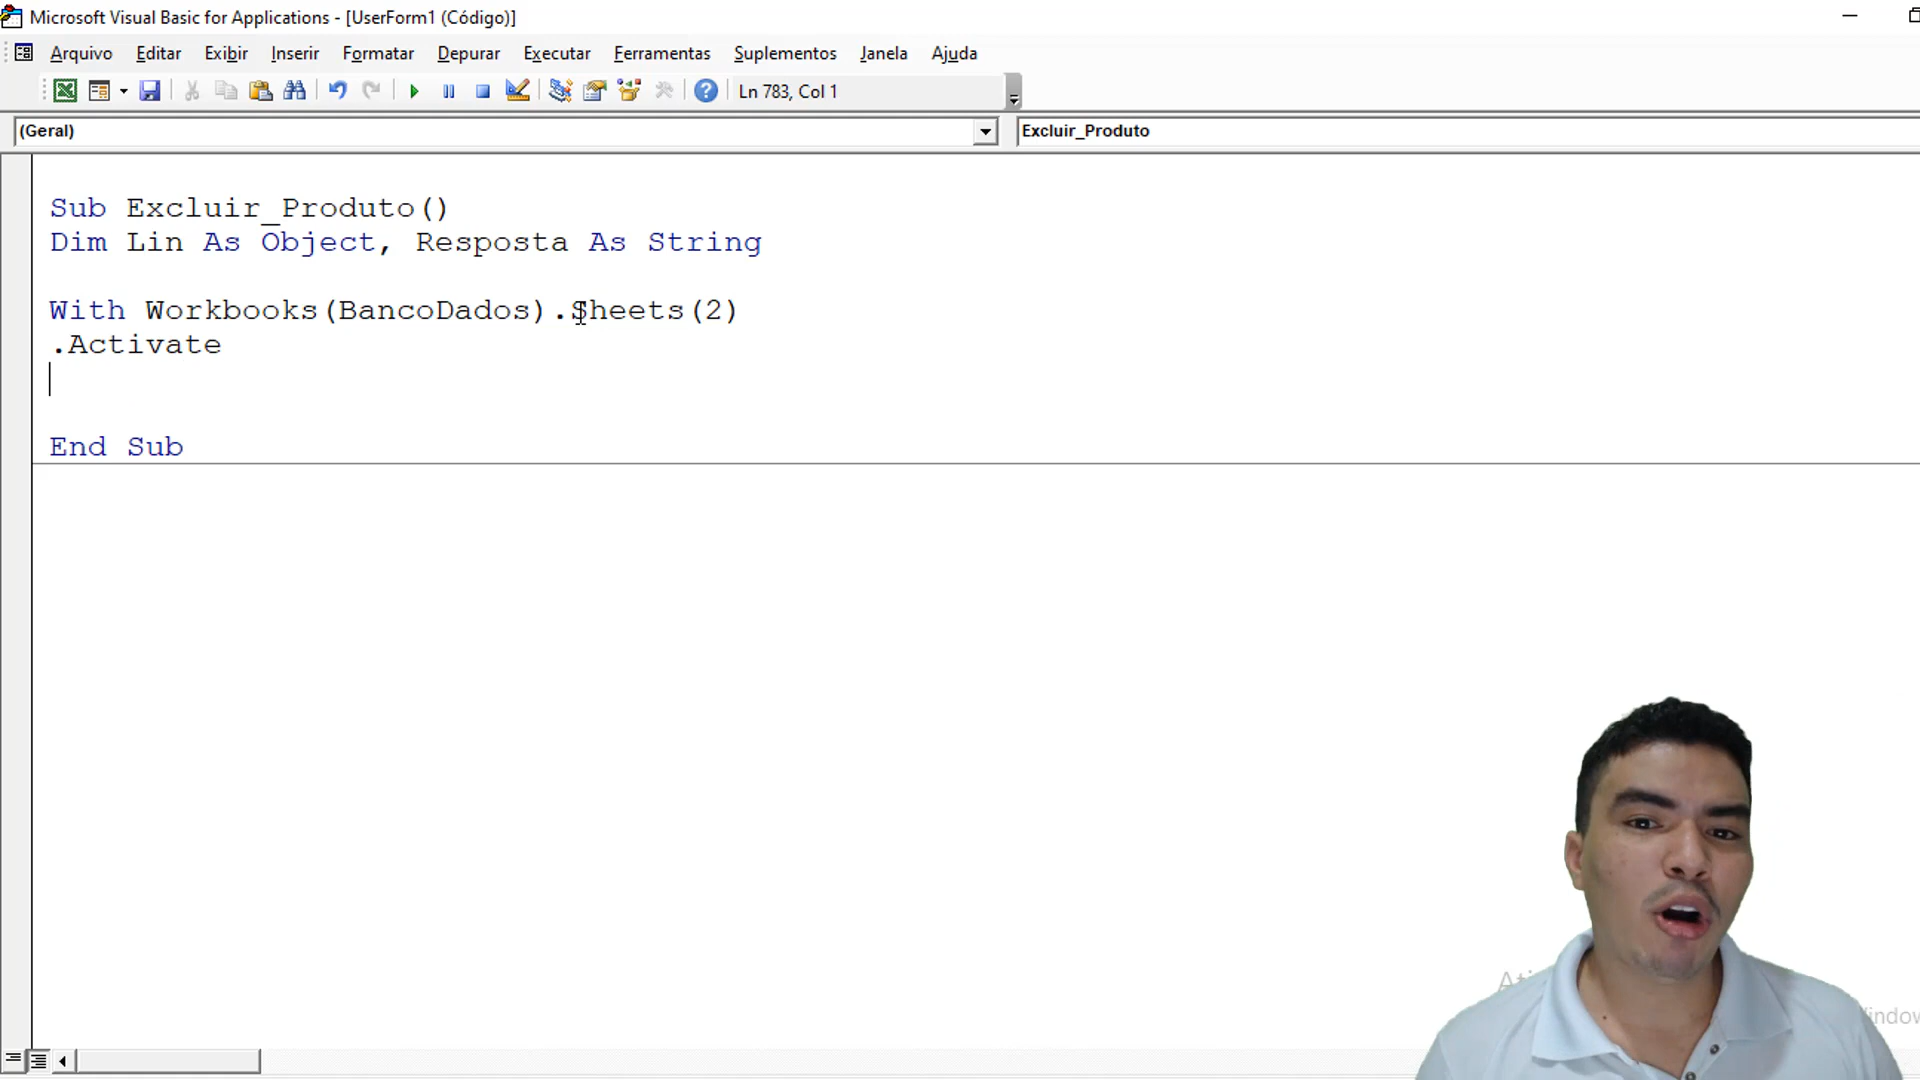 Microsoft Visual Basic for Applications - [UserForm1 (Código)]
Arquivo Editar Exibir Inserir Formatar Depurar Executar Ferramentas Suplementos Janela Ajuda
Ln 783, Col 1
(Geral) Excluir_Produto
Sub Excluir_Produto()
Dim Lin As Object, Resposta As String
With Workbooks(BancoDados).Sheets(2)
.Activate
End Sub